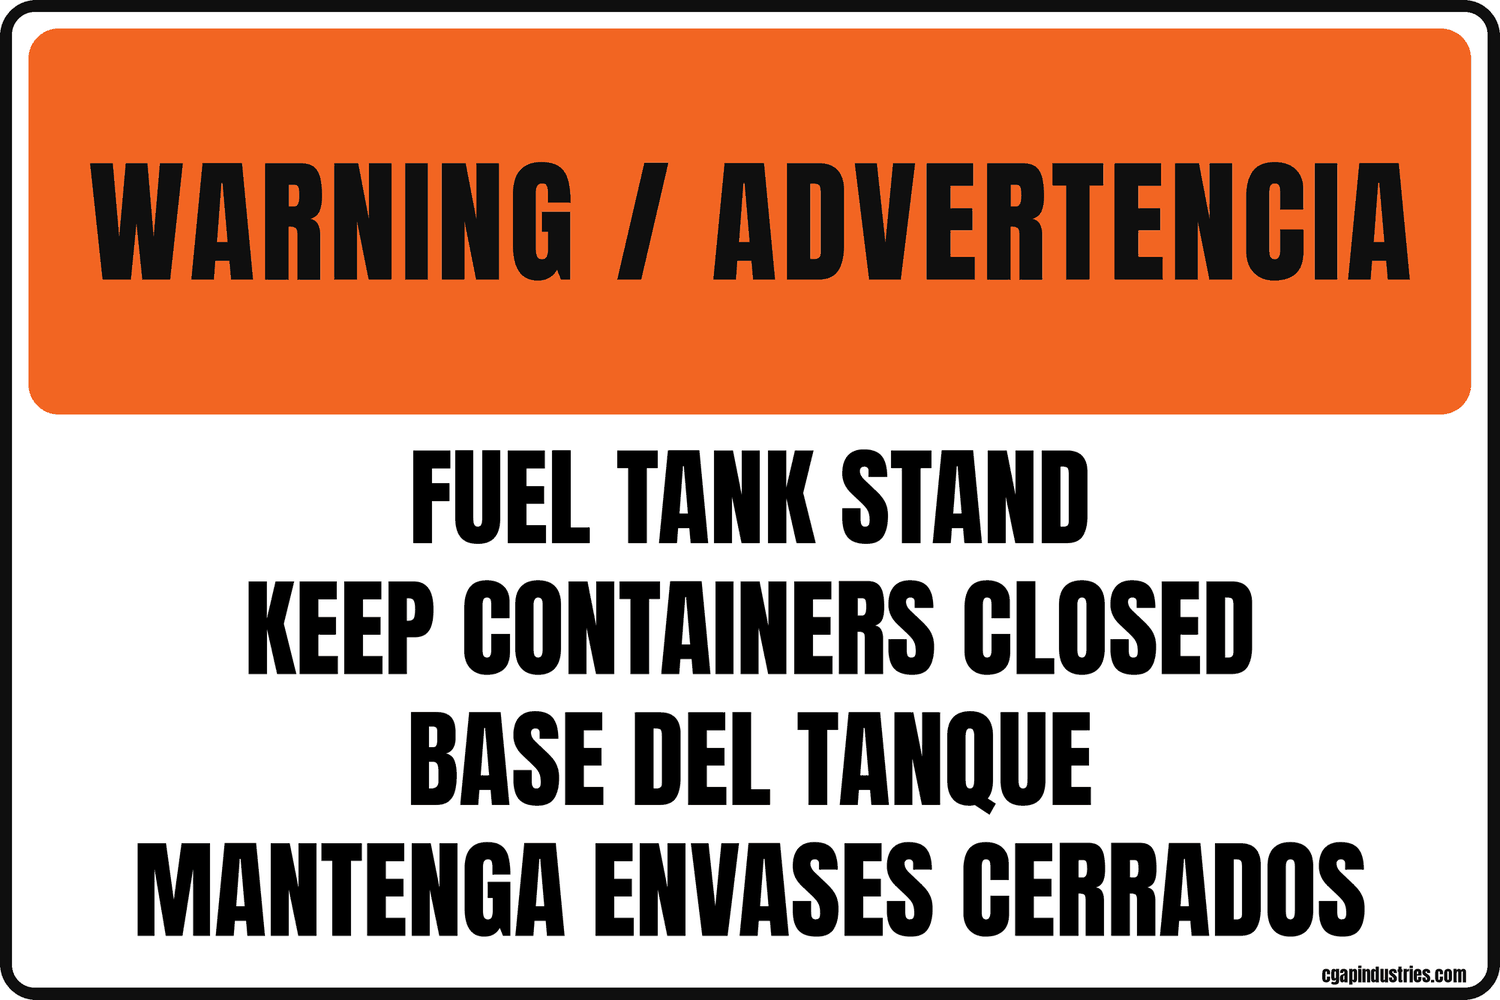 WARNING / ADVERTENCIA
FUEL TANK STAND
KEEP CONTAINERS CLOSED
BASE DEL TANQUE
MANTENGA ENVASES CERRADOS
cgapindustries.com